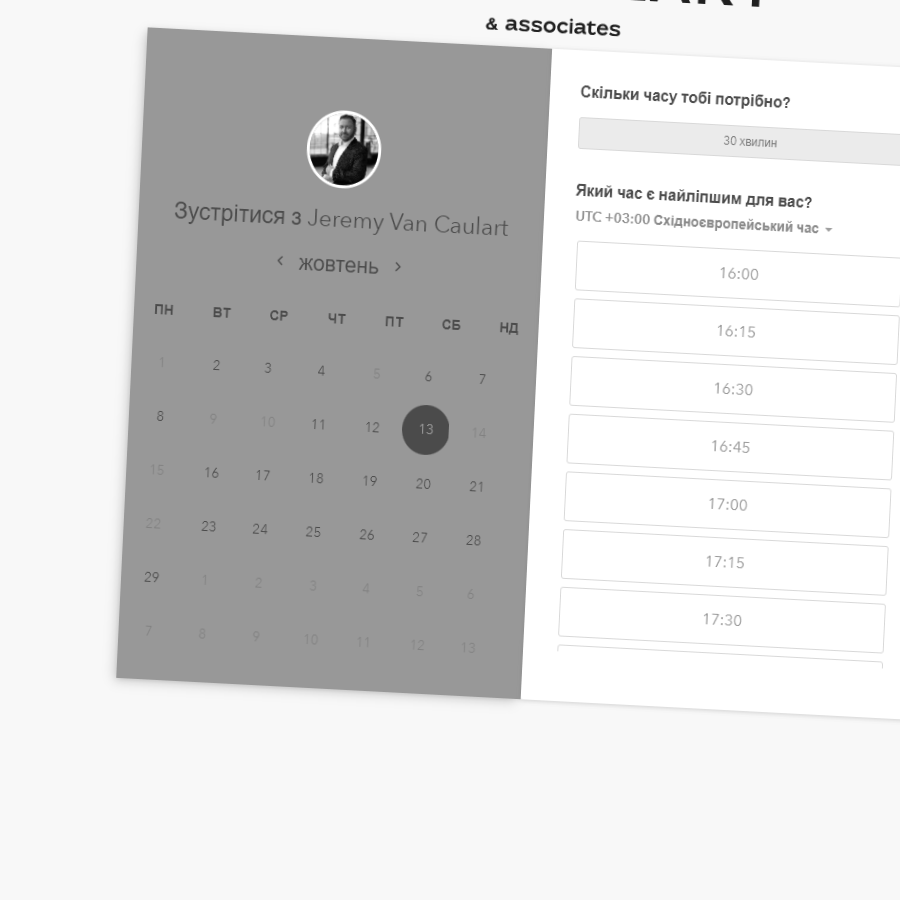 & associates
Зустрітися з Jeremy Van Caulart
‹ жовтень ›
ПН ВТ СР ЧТ ПТ СБ НД
1 2 3 4 5 6 7
8 9 10 11 12 13 14
15 16 17 18 19 20 21
22 23 24 25 26 27 28
29 1 2 3 4 5 6
7 8 9 10 11 12 13
Скільки часу тобі потрібно?
30 хвилин
Який час є найліпшим для вас?
UTC +03:00 Східноєвропейський час
16:00
16:15
16:30
16:45
17:00
17:15
17:30